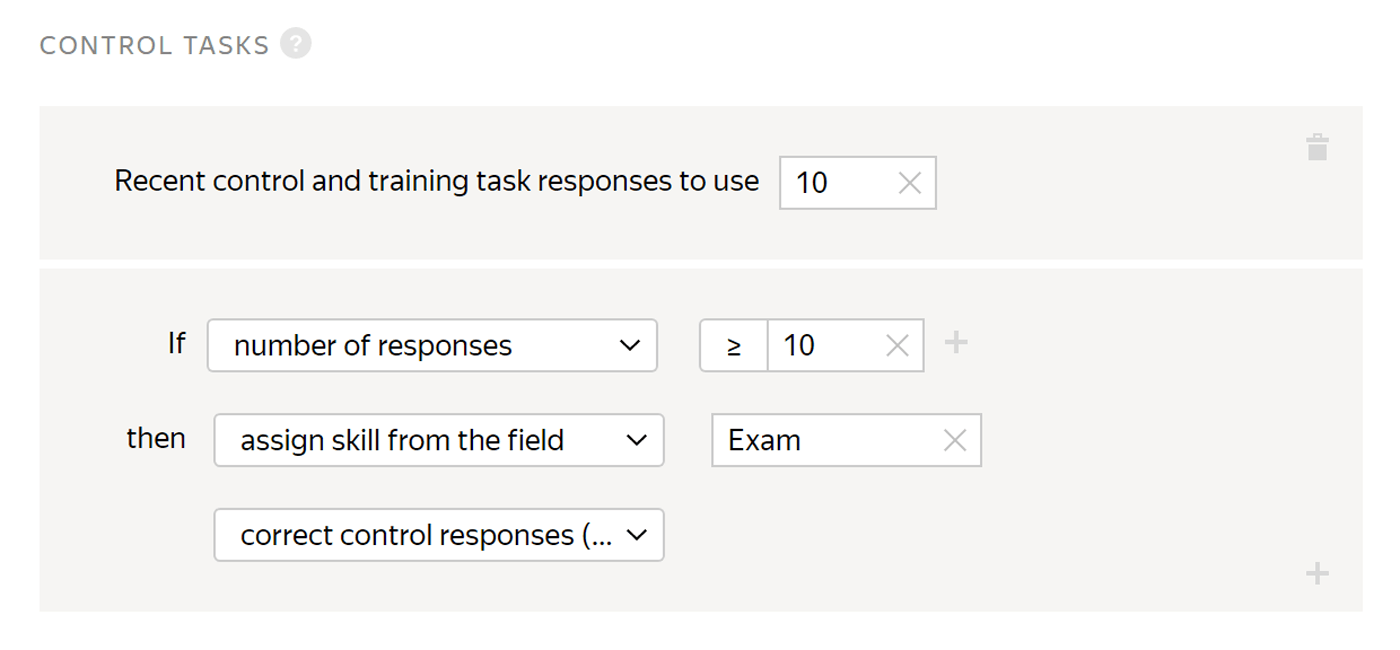 CONTROL TASKS ?
Recent control and training task responses to use 10
If number of responses ≥ 10
then assign skill from the field Exam
correct control responses (...